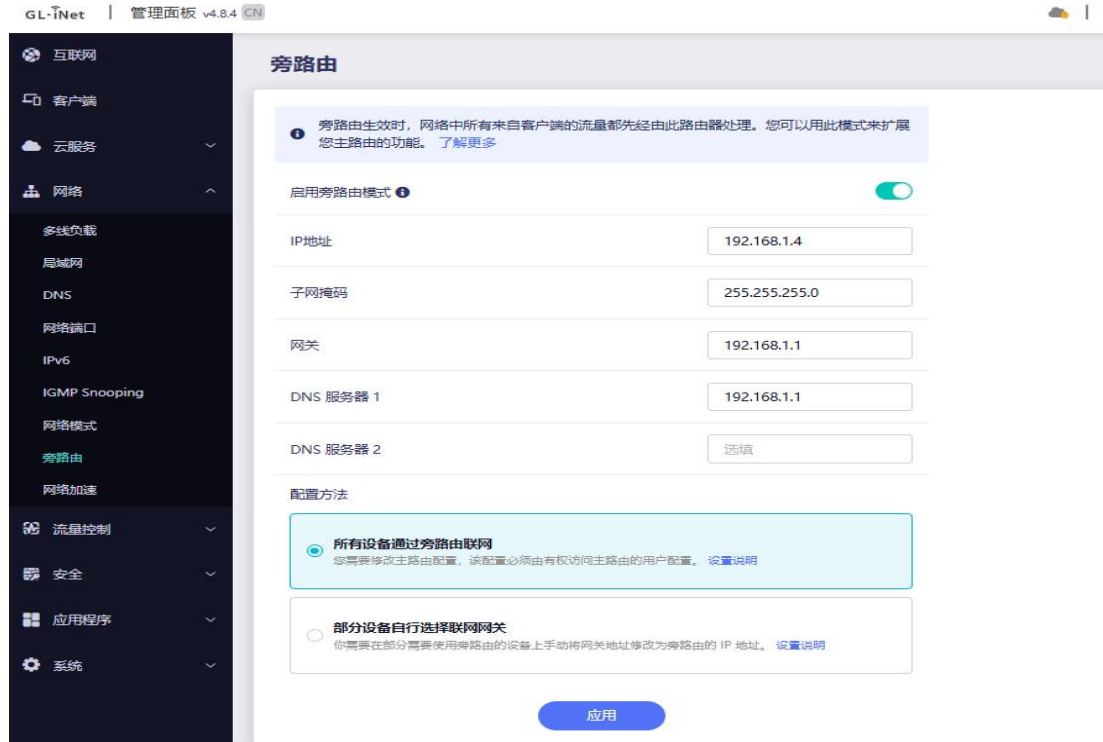 GL·iNet | 管理面板 v4.8.4 CN
互联网
客户端
云服务
网络
多线负载
局域网
DNS
网络端口
IPv6
IGMP Snooping
网络模式
旁路由
网络加速
流量控制
安全
应用程序
系统
旁路由
旁路由生效时，网络中所有来自客户端的流量都先经由此路由器处理。您可以用此模式来扩展
您主路由的功能。 了解更多
启用旁路由模式
IP地址 192.168.1.4
子网掩码 255.255.255.0
网关 192.168.1.1
DNS 服务器 1 192.168.1.1
DNS 服务器 2 选填
配置方法
所有设备通过旁路由联网
您需要修改主路由配置，该配置必须由有权访问主路由的用户配置。 设置说明
部分设备自行选择联网网关
你需要在部分需要使用旁路由的设备上手动将网关地址修改为旁路由的 IP 地址。 设置说明
应用